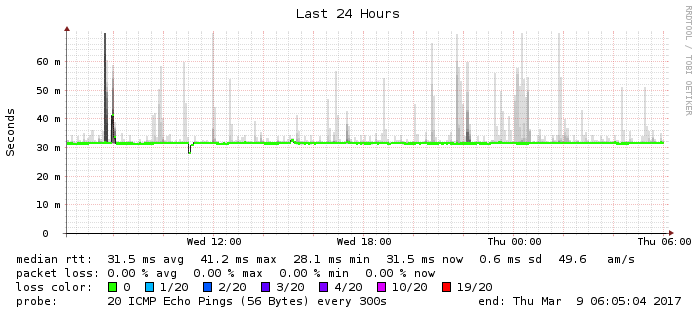 Last 24 Hours
RRDTOOL / TOBI OETIKER
Seconds
60 m
50 m
40 m
30 m
20 m
10 m
0
Wed 12:00 Wed 18:00 Thu 00:00 Thu 06:00
median rtt: 31.5 ms avg 41.2 ms max 28.1 ms min 31.5 ms now 0.6 ms sd 49.6 am/s
packet loss: 0.00 % avg 0.00 % max 0.00 % min 0.00 % now
loss color: 0 1/20 2/20 3/20 4/20 10/20 19/20
probe: 20 ICMP Echo Pings (56 Bytes) every 300s end: Thu Mar 9 06:05:04 2017